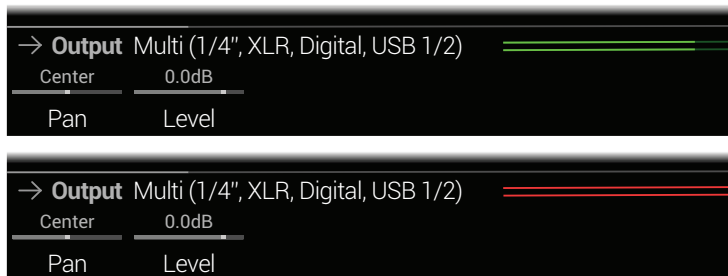 → Output Multi (1/4", XLR, Digital, USB 1/2)
Center 0.0dB
Pan Level
→ Output Multi (1/4", XLR, Digital, USB 1/2)
Center 0.0dB
Pan Level